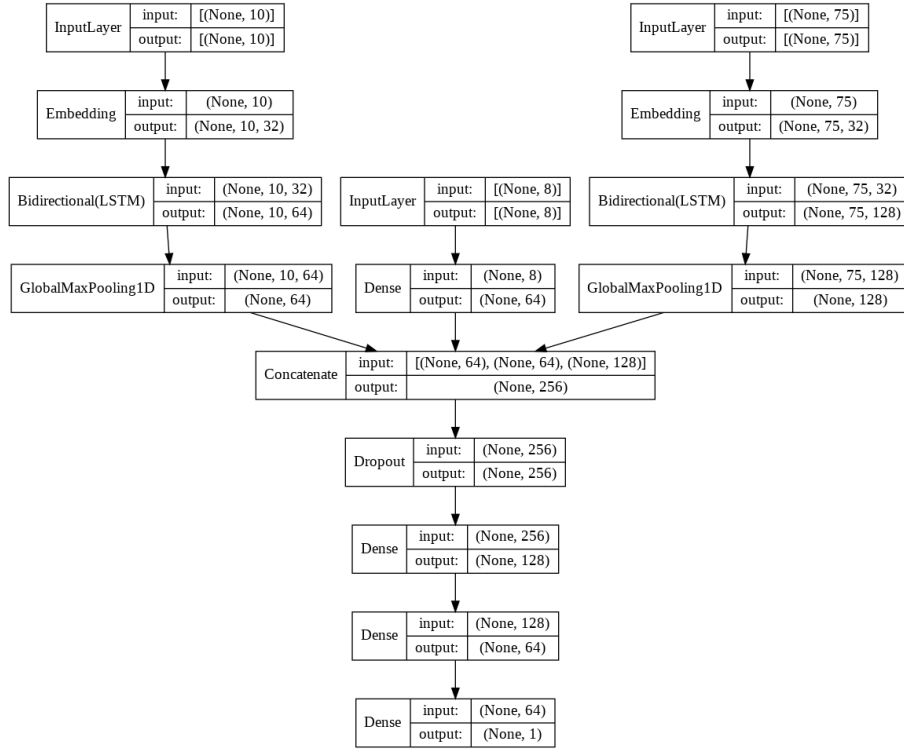 InputLayer input: [(None, 10)]
output: [(None, 10)]
InputLayer input: [(None, 75)]
output: [(None, 75)]
Embedding input: (None, 10)
output: (None, 10, 32)
Embedding input: (None, 75)
output: (None, 75, 32)
Bidirectional(LSTM) input: (None, 10, 32)
output: (None, 10, 64)
InputLayer input: [(None, 8)]
output: [(None, 8)]
Bidirectional(LSTM) input: (None, 75, 32)
output: (None, 75, 128)
GlobalMaxPooling1D input: (None, 10, 64)
output: (None, 64)
Dense input: (None, 8)
output: (None, 64)
GlobalMaxPooling1D input: (None, 75, 128)
output: (None, 128)
Concatenate input: [(None, 64), (None, 64), (None, 128)]
output: (None, 256)
Dropout input: (None, 256)
output: (None, 256)
Dense input: (None, 256)
output: (None, 128)
Dense input: (None, 128)
output: (None, 64)
Dense input: (None, 64)
output: (None, 1)